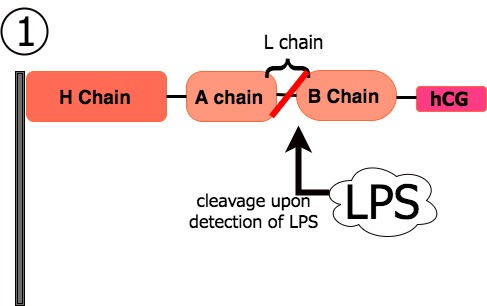 1
L chain
H Chain
A chain
B Chain
hCG
cleavage upon
detection of LPS
LPS